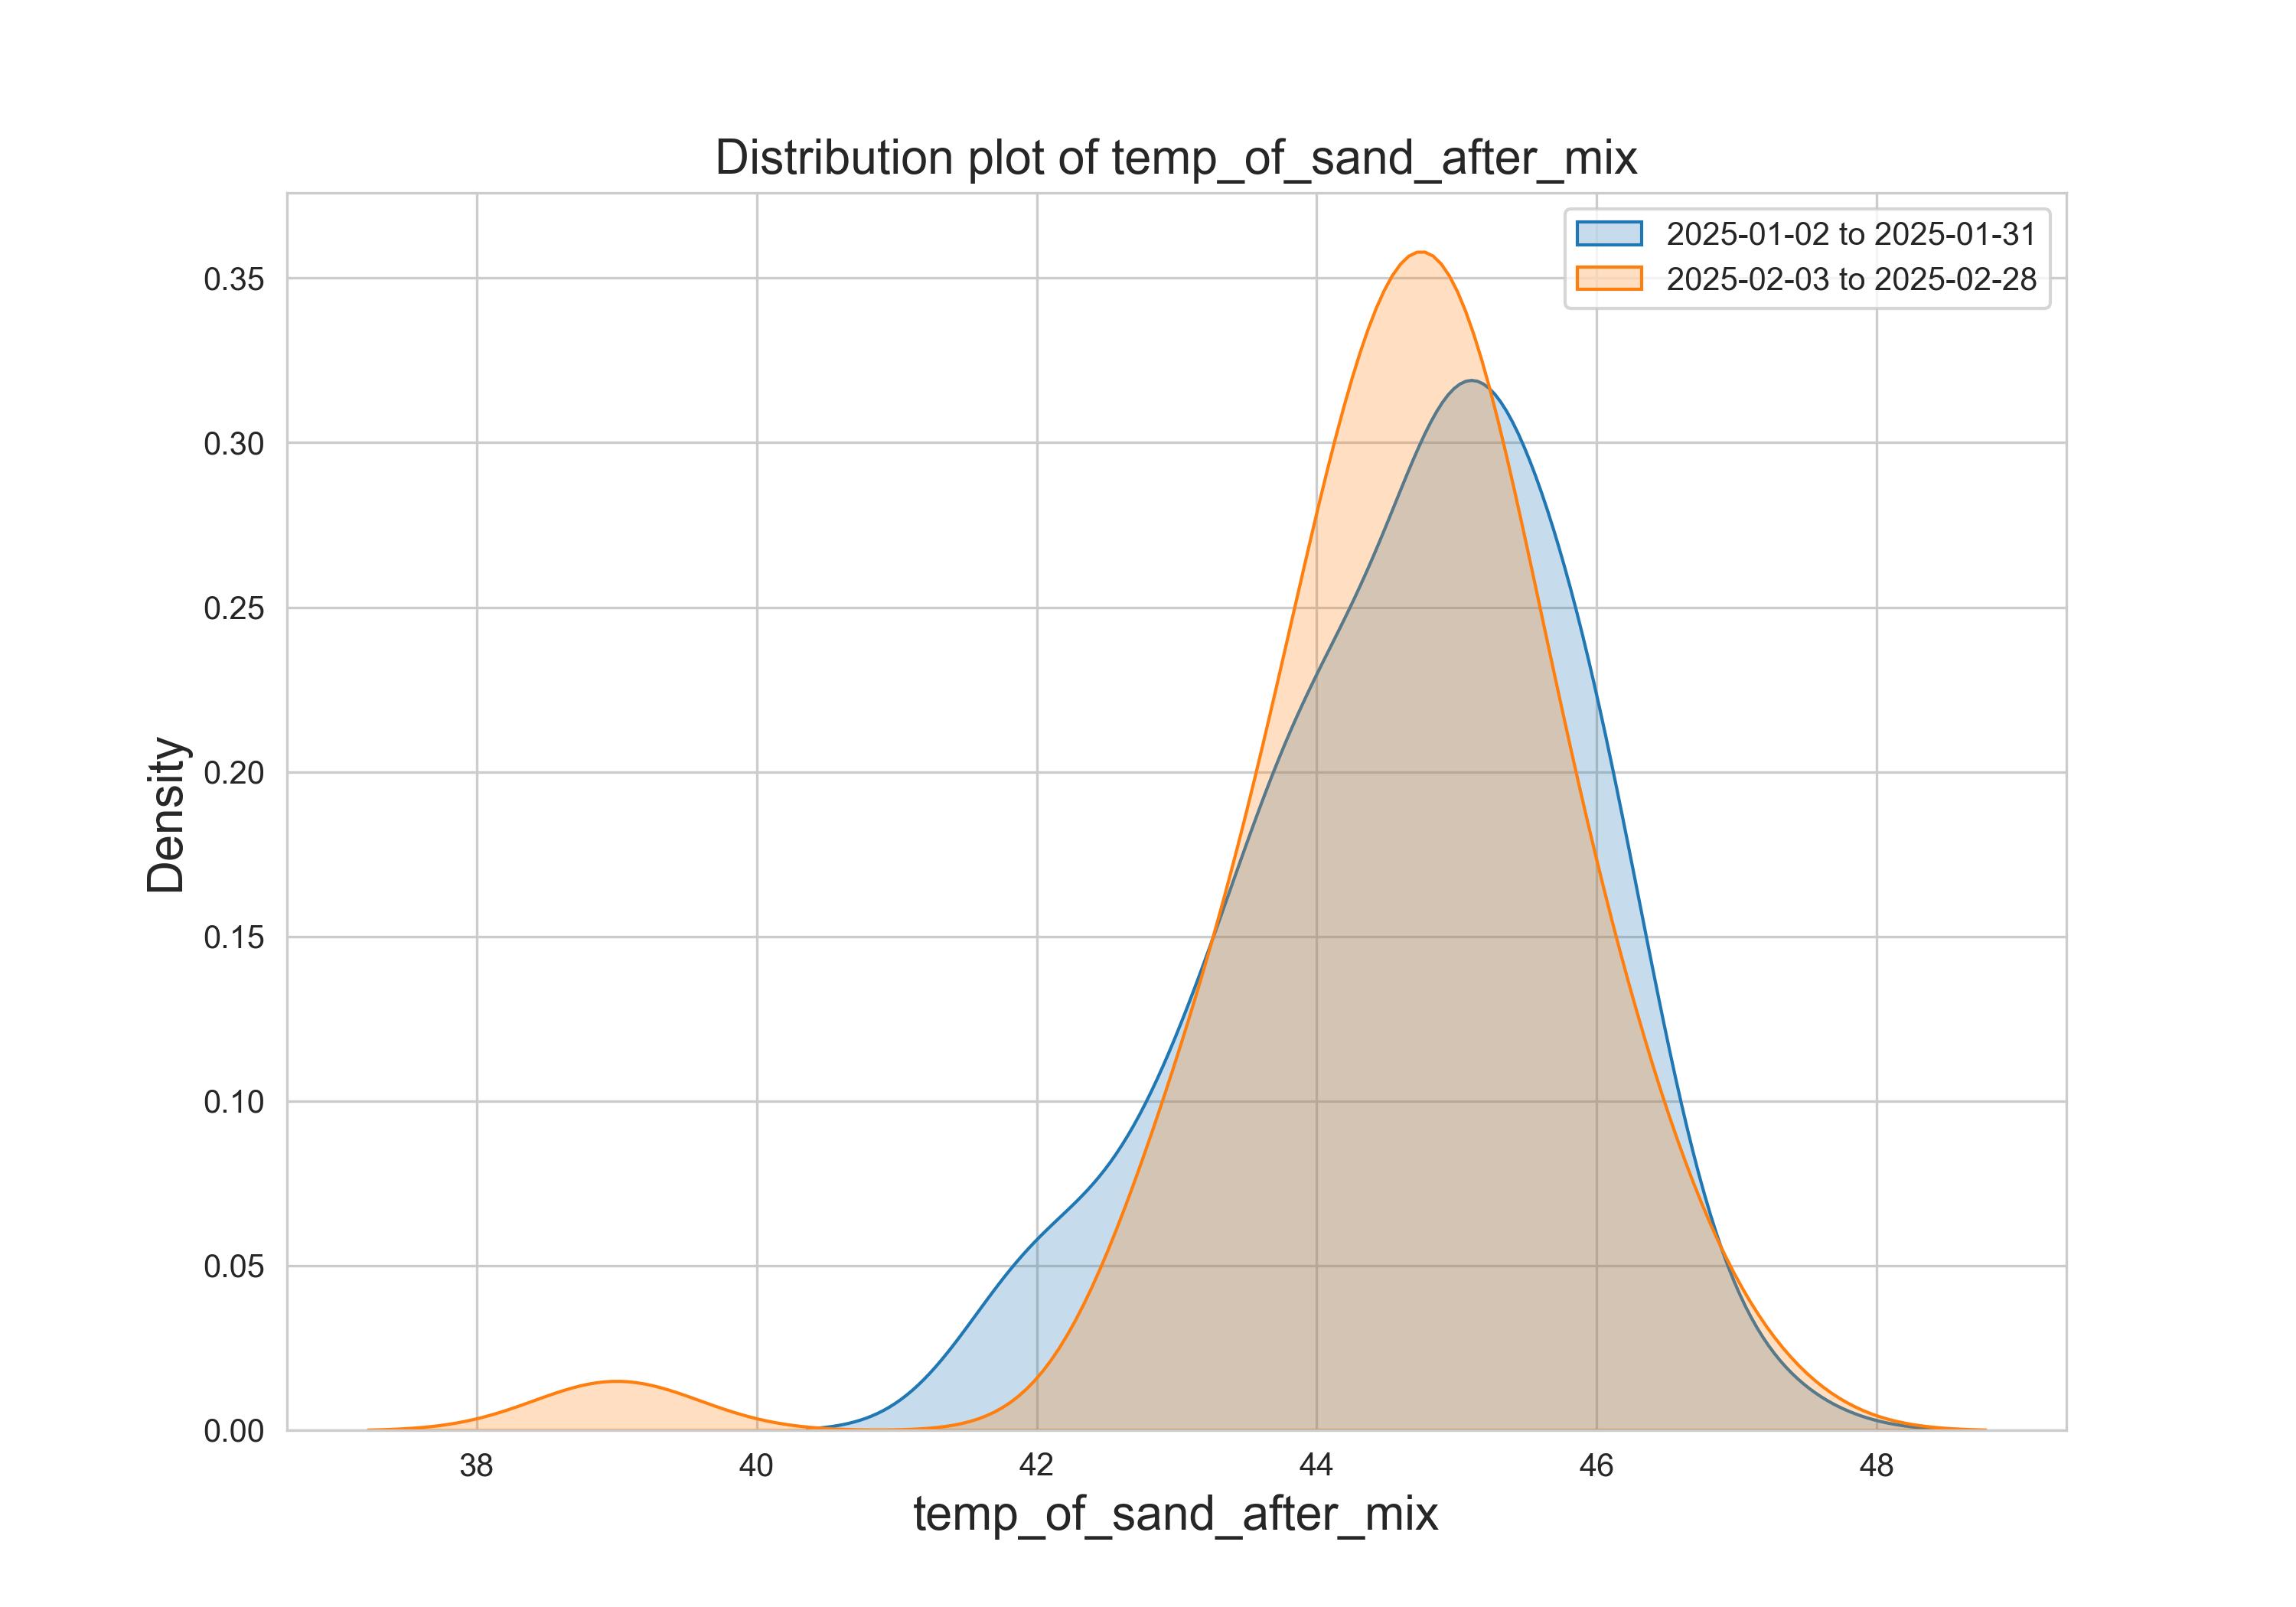 Distribution plot of temp_of_sand_after_mix
2025-01-02 to 2025-01-31
2025-02-03 to 2025-02-28
0.35
0.30
0.25
0.20
0.15
0.10
0.05
0.00
Density
38 40 42 44 46 48
temp_of_sand_after_mix